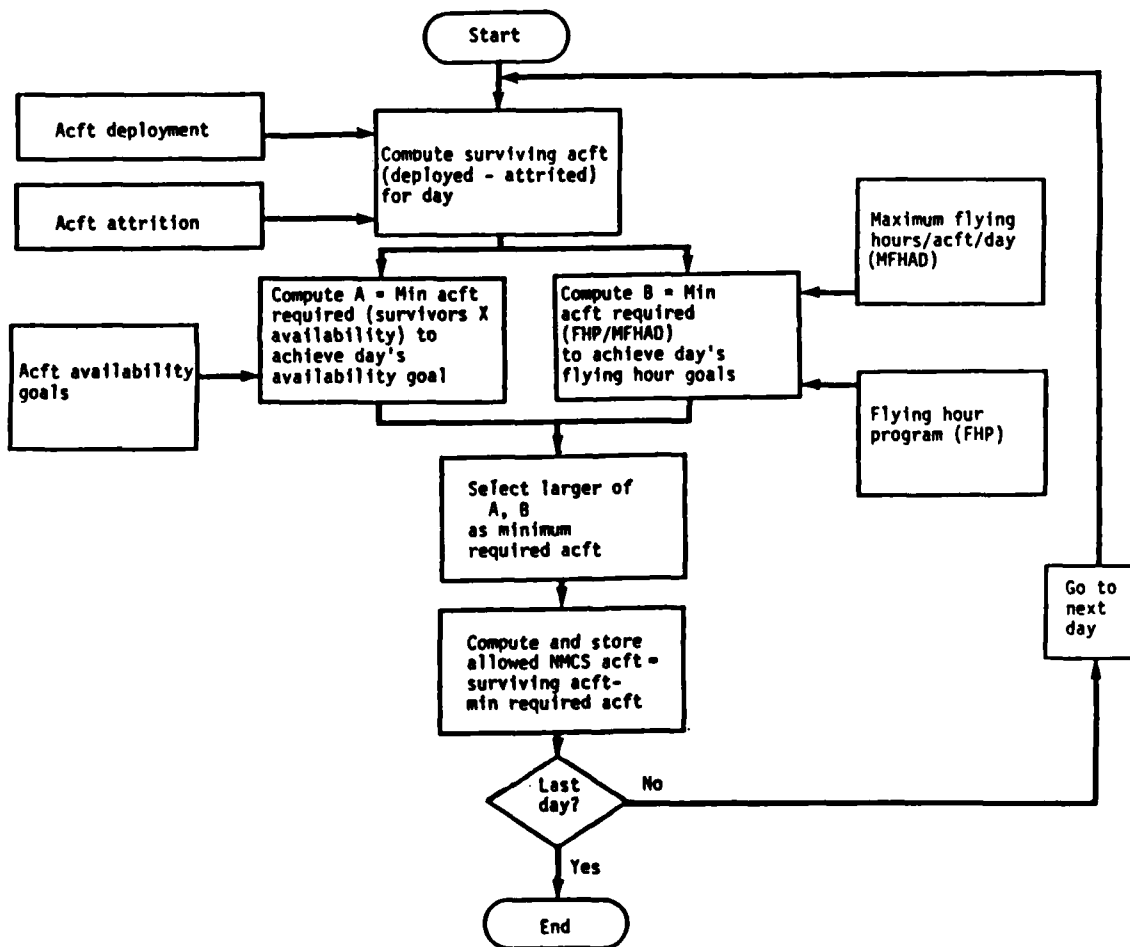 Start
Acft deployment
Compute surviving acft
(deployed - attrited)
for day
Acft attrition
Maximum flying
hours/acft/day
(MFHAD)
Compute A = Min acft
required (survivors X
availability) to
achieve day's
availability goal
Compute B = Min
acft required
(FHP/MFHAD)
to achieve day's
flying hour goals
Acft availability
goals
Flying hour
program (FHP)
Select larger of
A, B
as minimum
required acft
Go to
next
day
Compute and store
allowed NMCS acft =
surviving acft-
min required acft
Last
day?
No
Yes
End